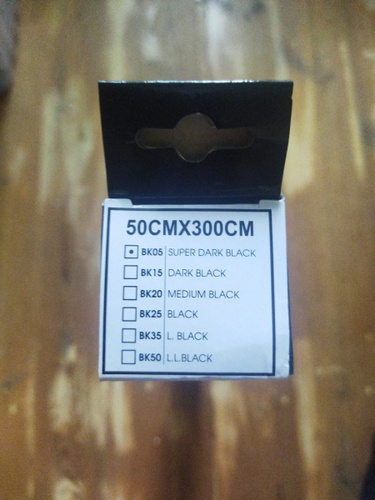 50CMX300CM
BK05 SUPER DARK BLACK
BK15 DARK BLACK
BK20 MEDIUM BLACK
BK25 BLACK
BK35 L. BLACK
BK50 L.L.BLACK